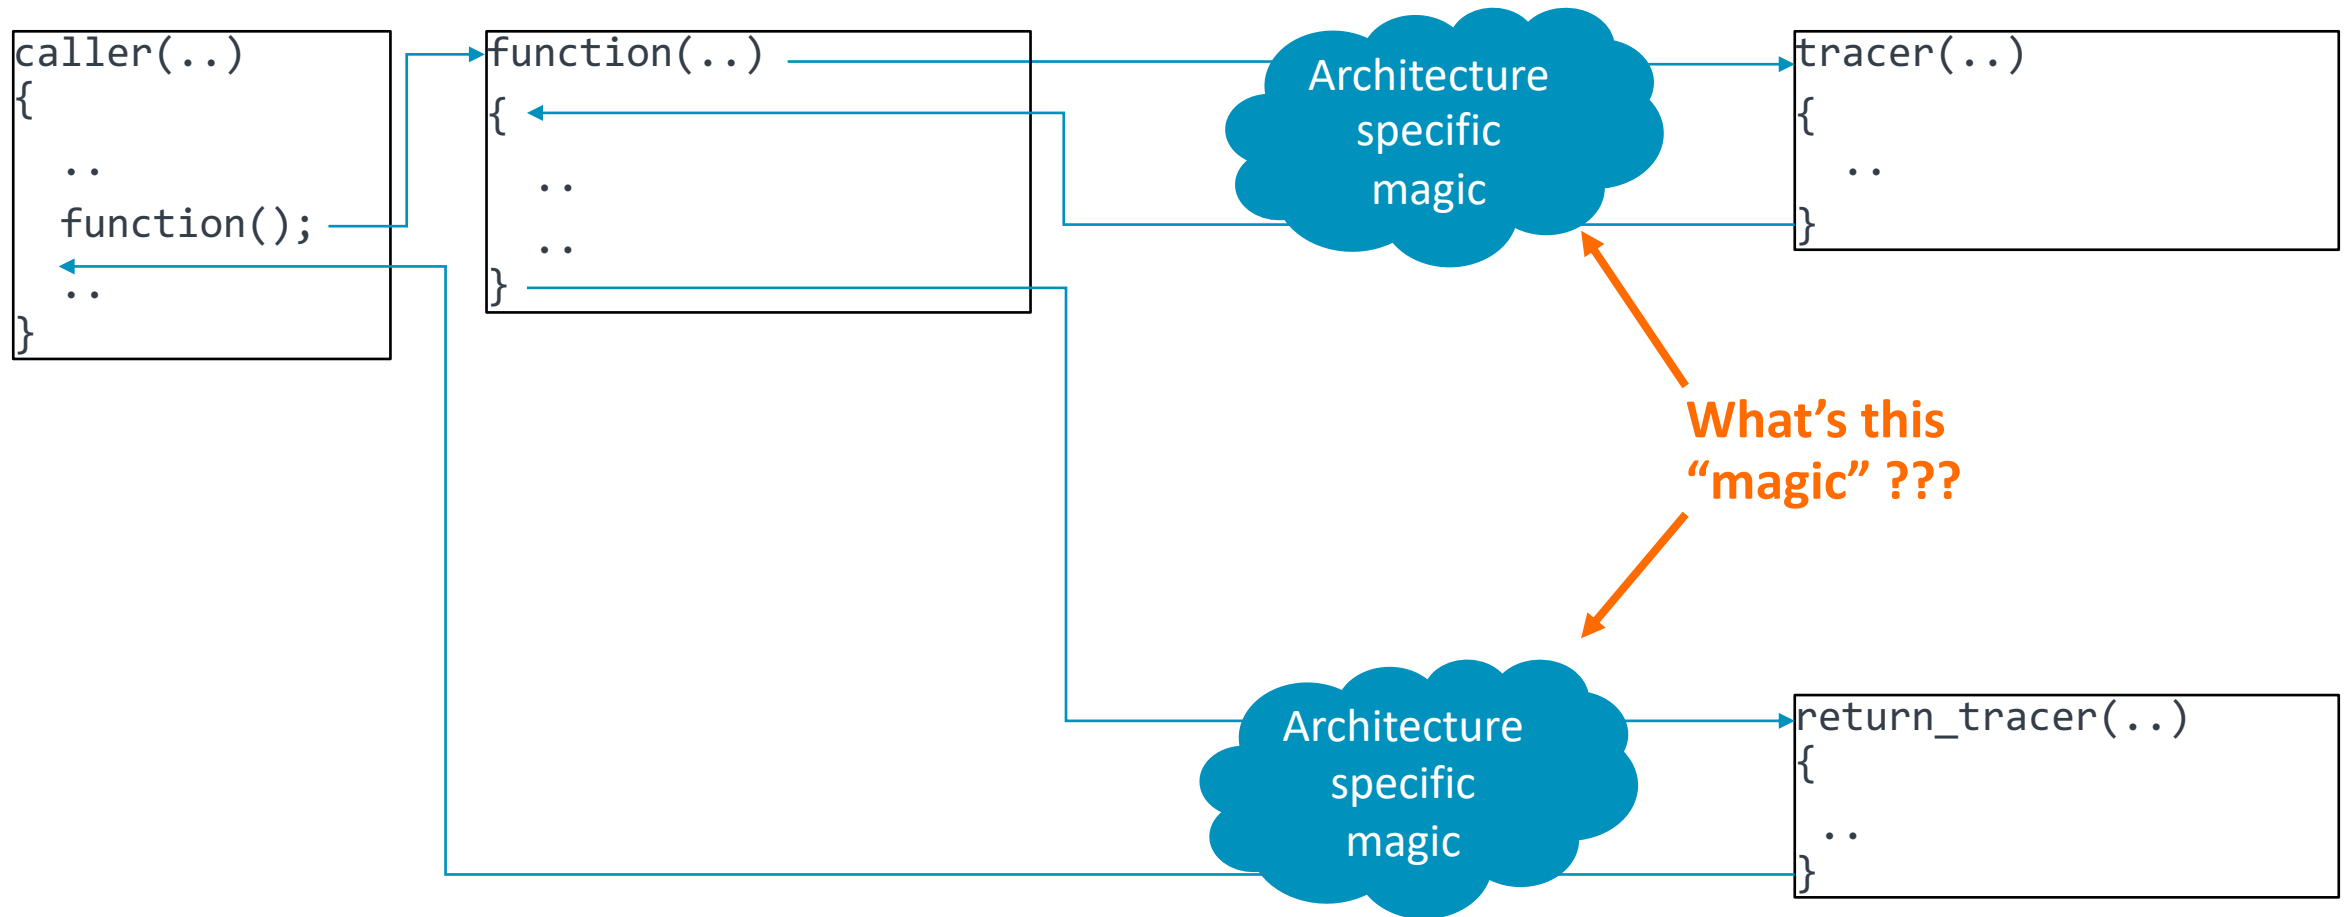 caller(..)
{
..
function();
..
}
function(..)
{
..
..
}
Architecture
specific
magic
tracer(..)
{
..
}
What’s this
“magic” ???
Architecture
specific
magic
return_tracer(..)
{
..
}